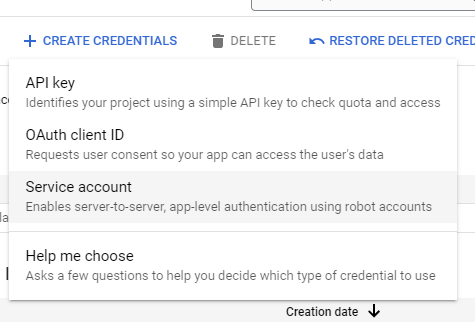 CREATE CREDENTIALS DELETE RESTORE DELETED CRED
API key
Identifies your project using a simple API key to check quota and access
OAuth client ID
Requests user consent so your app can access the user's data
Service account
Enables server-to-server, app-level authentication using robot accounts
Help me choose
Asks a few questions to help you decide which type of credential to use
Creation date